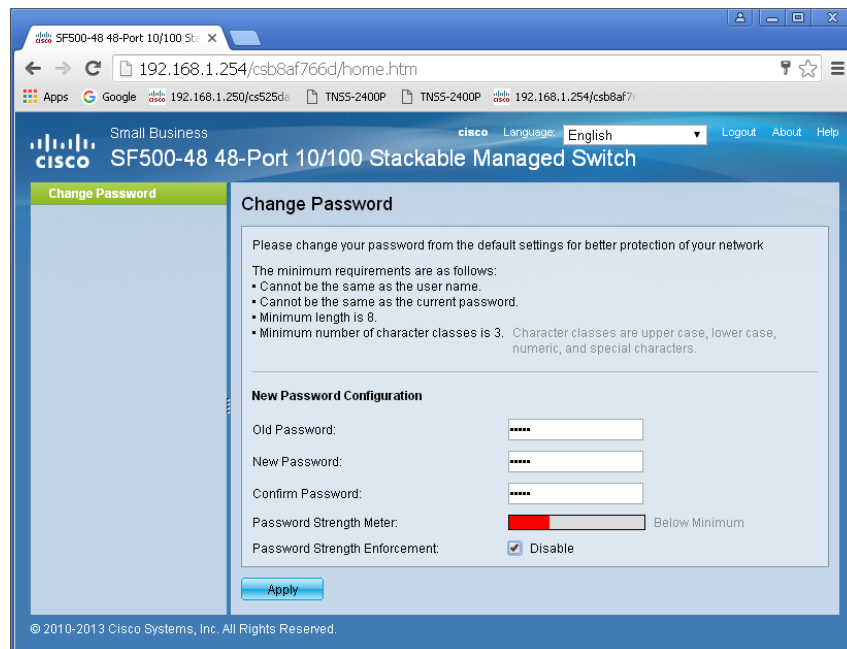 SF500-48 48-Port 10/100 Sta
192.168.1.254/csb8af766d/home.htm
Apps Google 192.168.1.250/cs525da TNSS-2400P TNSS-2400P 192.168.1.254/csb8af7
Small Business
cisco Language: English Logout About Help
cisco SF500-48 48-Port 10/100 Stackable Managed Switch
Change Password
Change Password
Please change your password from the default settings for better protection of your network
The minimum requirements are as follows:
▪ Cannot be the same as the user name.
▪ Cannot be the same as the current password.
▪ Minimum length is 8.
▪ Minimum number of character classes is 3. Character classes are upper case, lower case,
numeric, and special characters.
New Password Configuration
Old Password: •••••
New Password: •••••
Confirm Password: •••••
Password Strength Meter: Below Minimum
Password Strength Enforcement: Disable
Apply
© 2010-2013 Cisco Systems, Inc. All Rights Reserved.